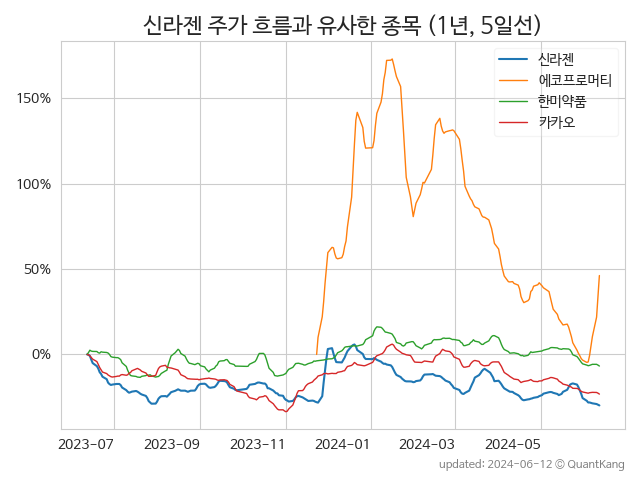 신라젠 주가 흐름과 유사한 종목 (1년, 5일선)
신라젠
에코프로머티
한미약품
카카오
150%
100%
50%
0%
2023-07 2023-09 2023-11 2024-01 2024-03 2024-05
updated: 2024-06-12 © QuantKang